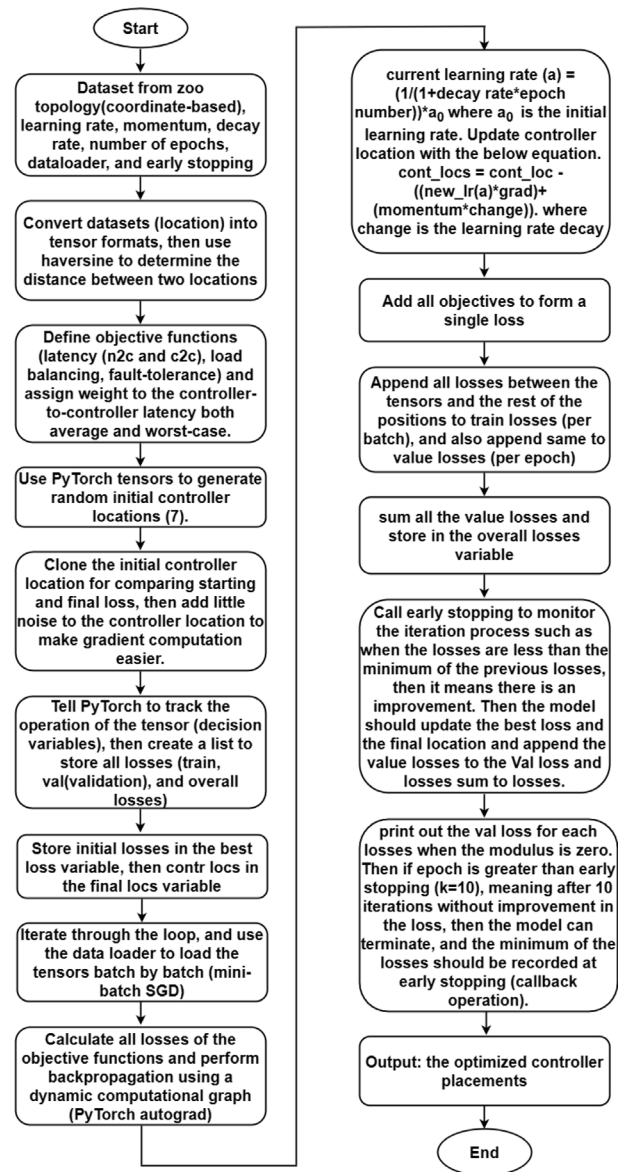 Start
Dataset from zoo
topology(coordinate-based),
learning rate, momentum, decay
rate, number of epochs,
dataloader, and early stopping
Convert datasets (location) into
tensor formats, then use
haversine to determine the
distance between two locations
Define objective functions
(latency (n2c and c2c), load
balancing, fault-tolerance) and
assign weight to the controller-
to-controller latency both
average and worst-case.
Use PyTorch tensors to generate
random initial controller
locations (7).
Clone the initial controller
location for comparing starting
and final loss, then add little
noise to the controller location to
make gradient computation
easier.
Tell PyTorch to track the
operation of the tensor (decision
variables), then create a list to
store all losses (train,
val(validation), and overall
losses)
Store initial losses in the best
loss variable, then contr locs in
the final locs variable
Iterate through the loop, and use
the data loader to load the
tensors batch by batch (mini-
batch SGD)
Calculate all losses of the
objective functions and perform
backpropagation using a
dynamic computational graph
(PyTorch autograd)
current learning rate (a) =
(1/(1+decay rate*epoch
number))*a₀ where a₀ is the initial
learning rate. Update controller
location with the below equation.
cont_locs = cont_loc -
((new_lr(a)*grad)+
(momentum*change)). where
change is the learning rate decay
Add all objectives to form a
single loss
Append all losses between the
tensors and the rest of the
positions to train losses (per
batch), and also append same to
value losses (per epoch)
sum all the value losses and
store in the overall losses
variable
Call early stopping to monitor
the iteration process such as
when the losses are less than the
minimum of the previous losses,
then it means there is an
improvement. Then the model
should update the best loss and
the final location and append the
value losses to the Val loss and
losses sum to losses.
print out the val loss for each
losses when the modulus is zero.
Then if epoch is greater than early
stopping (k=10), meaning after 10
iterations without improvement in
the loss, then the model can
terminate, and the minimum of the
losses should be recorded at
early stopping (callback
operation).
Output: the optimized controller
placements
End